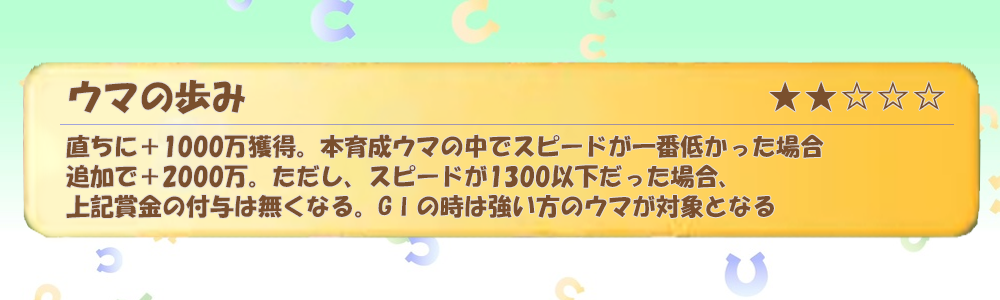 ウマの歩み ★★☆☆☆
直ちに＋1000万獲得。本育成ウマの中でスピードが一番低かった場合
追加で＋2000万。ただし、スピードが1300以下だった場合、
上記賞金の付与は無くなる。GⅠの時は強い方のウマが対象となる